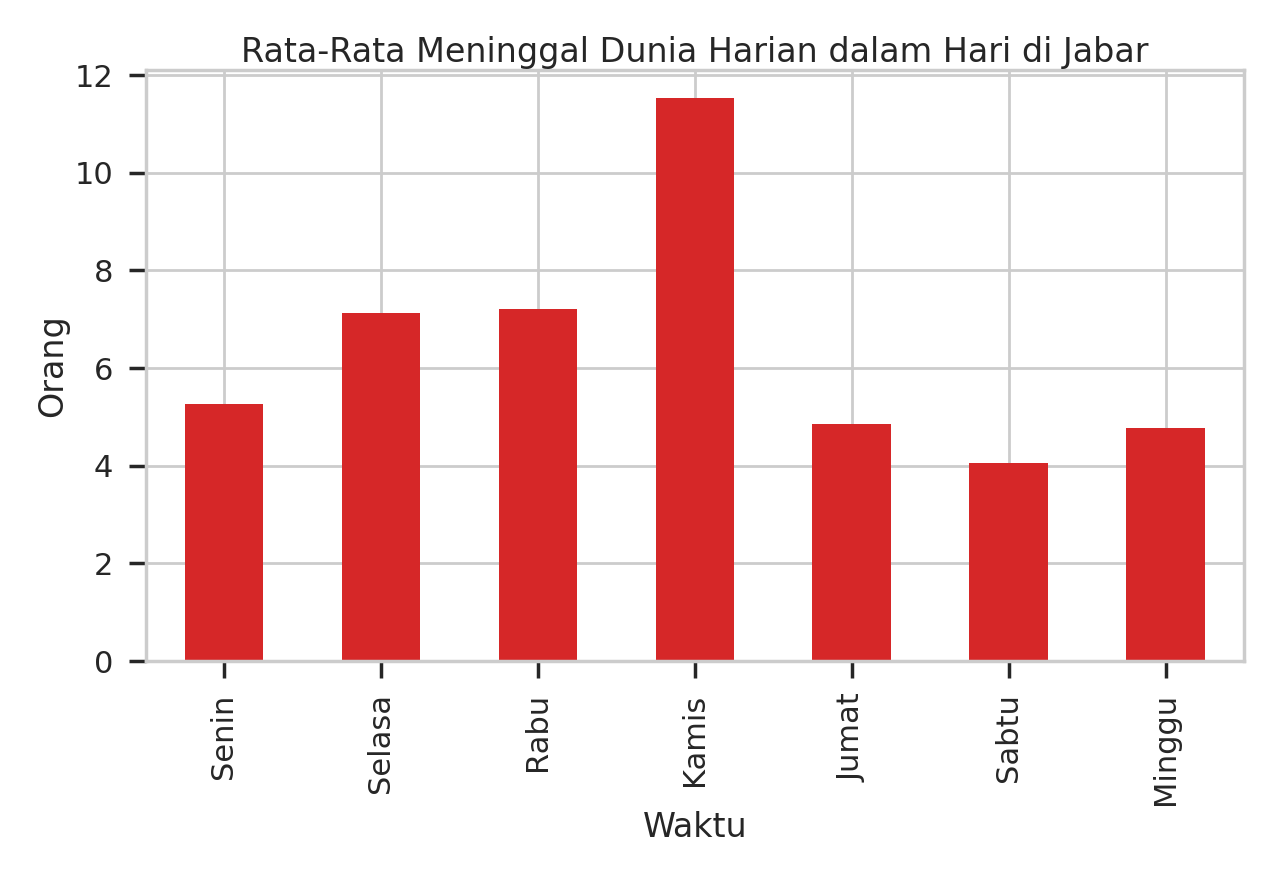 Rata-Rata Meninggal Dunia Harian dalam Hari di Jabar
12
10
8
6
4
2
0
Orang
Senin
Selasa
Rabu
Kamis
Jumat
Sabtu
Minggu
Waktu